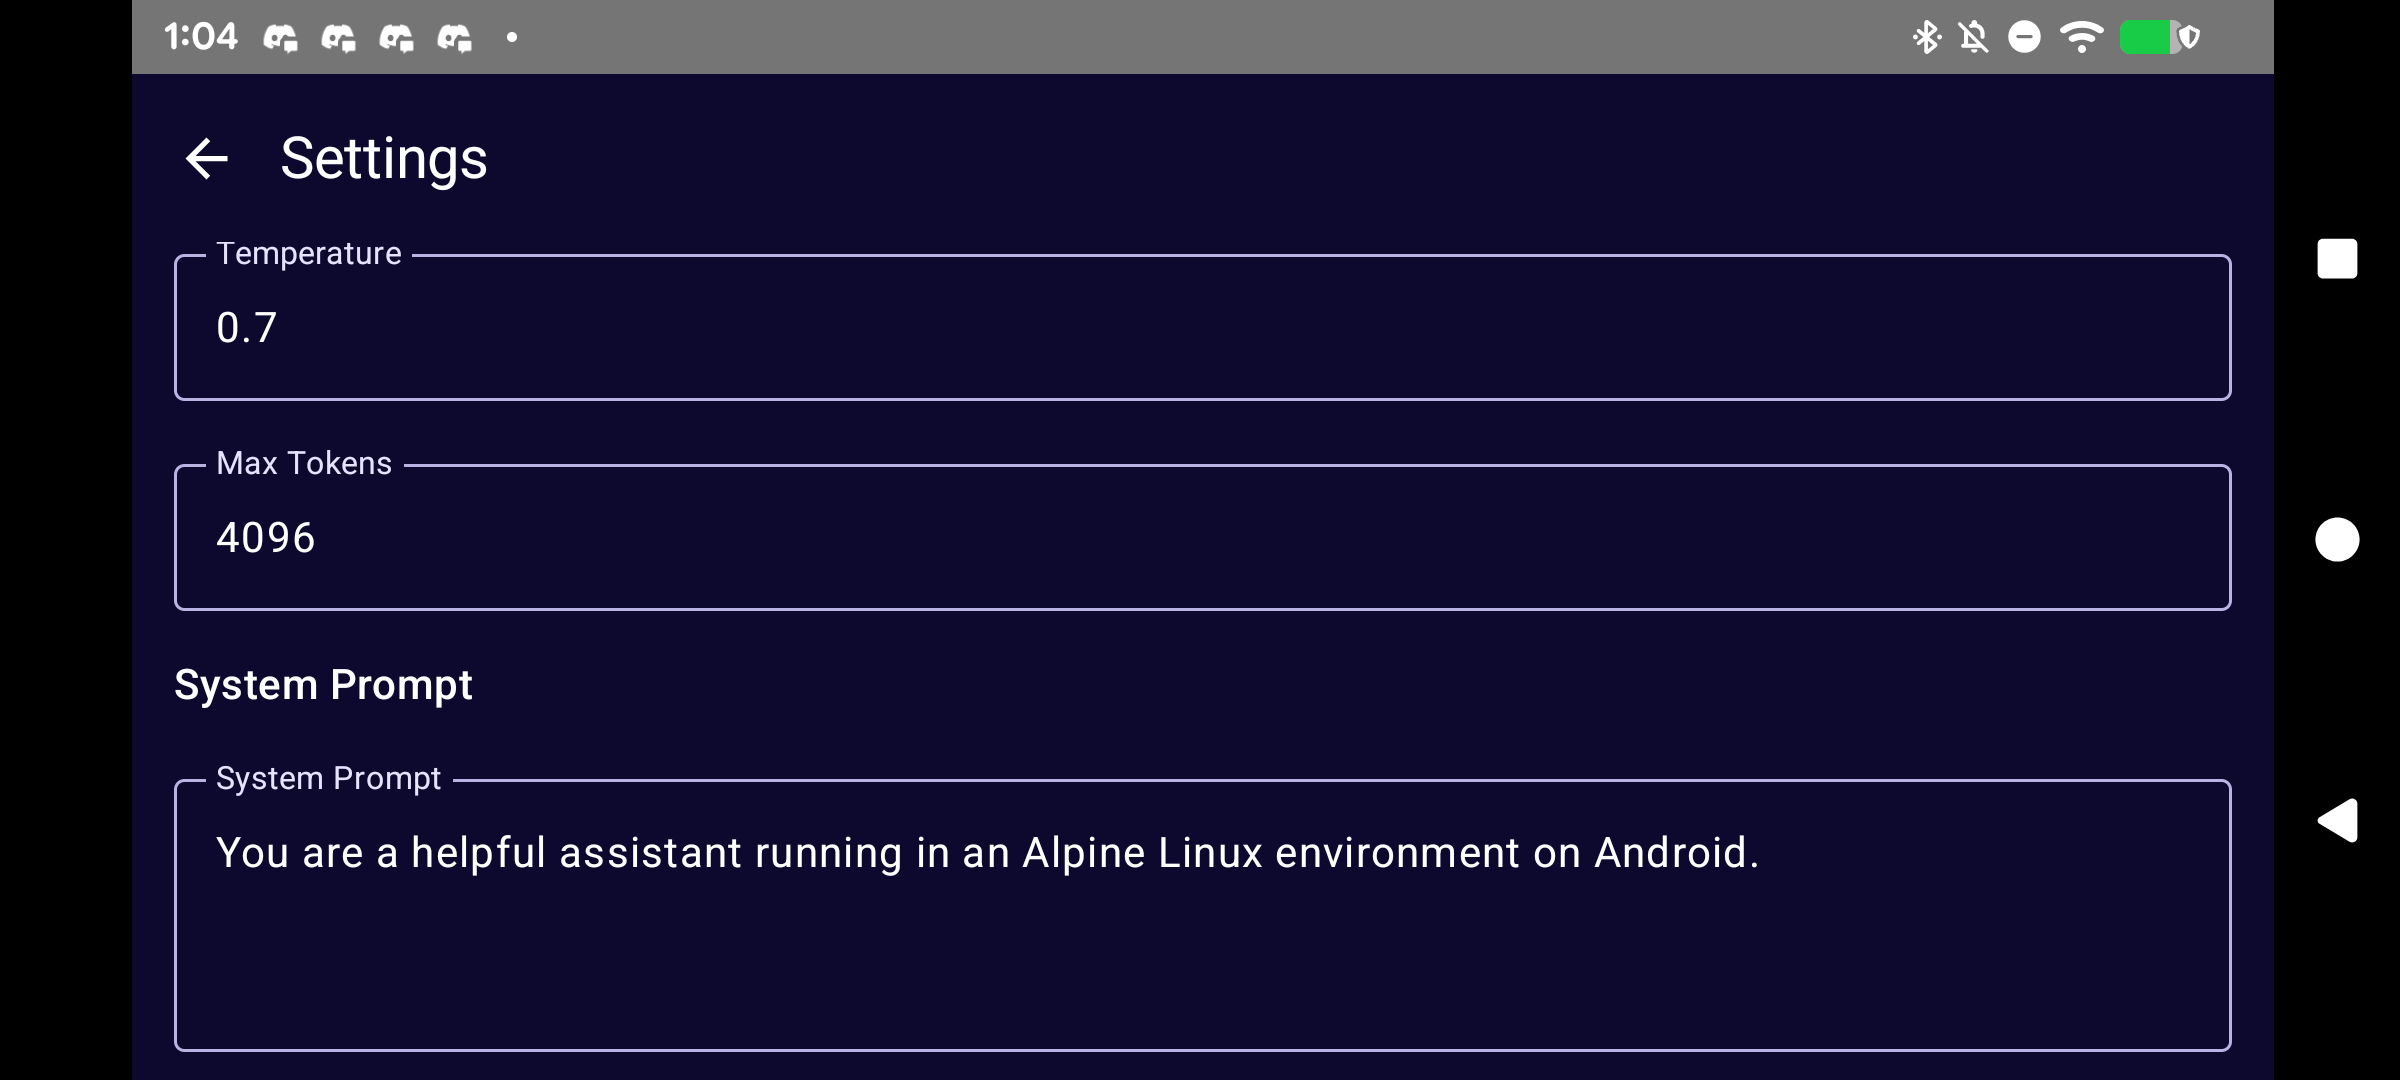 1:04
Settings
Temperature
0.7
Max Tokens
4096
System Prompt
System Prompt
You are a helpful assistant running in an Alpine Linux environment on Android.